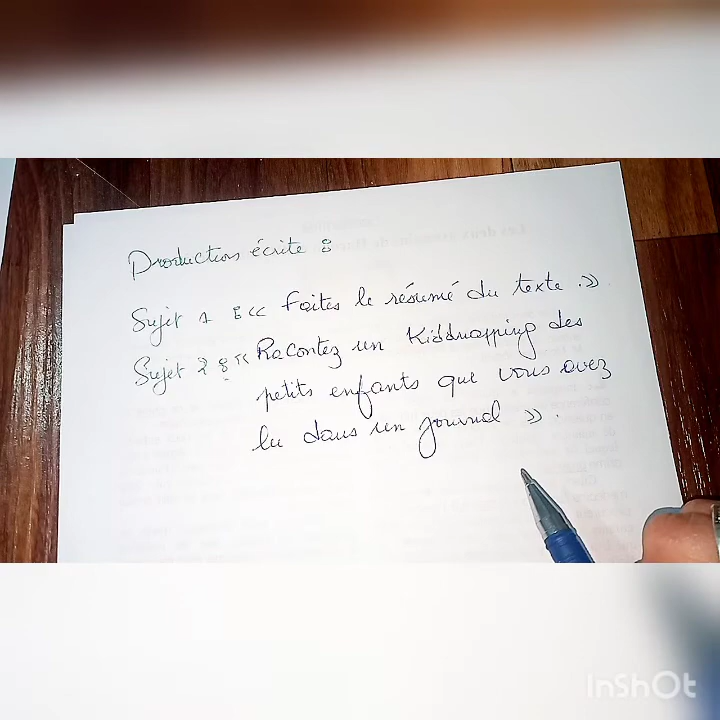 Production écrite :
Sujet 1 : « Faites le résumé du texte . »
Sujet 2 : « Racontez un Kiddnapping des
petits enfants que vous avez
lu dans un journal » .
InShOt